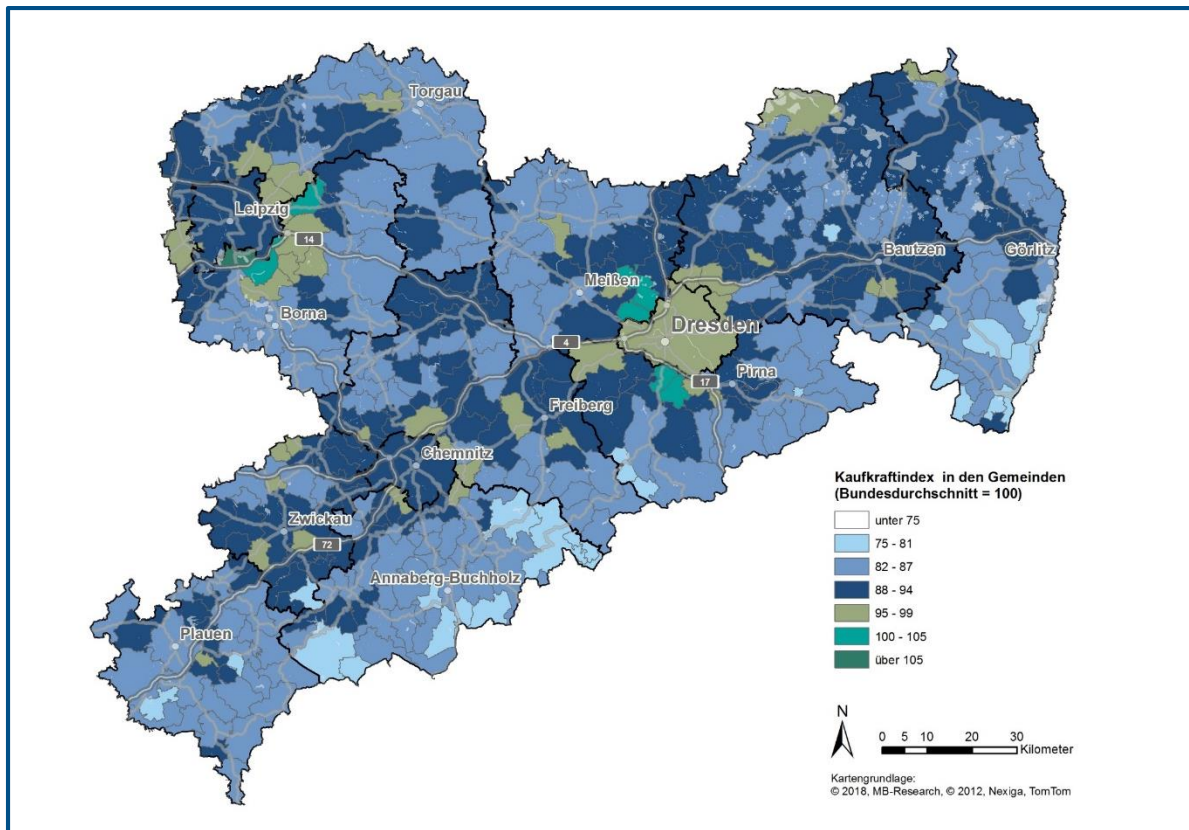 Torgau
Leipzig
14
Bautzen
Görlitz
Meißen
Borna
Dresden
4
Pirna
17
Freiberg
Chemnitz
Zwickau
72
Annaberg-Buchholz
Plauen
Kaufkraftindex in den Gemeinden
(Bundesdurchschnitt = 100)
unter 75
75 - 81
82 - 87
88 - 94
95 - 99
100 - 105
über 105
N
0 5 10 20 30
Kilometer
Kartengrundlage:
© 2018, MB-Research, © 2012, Nexiga, TomTom